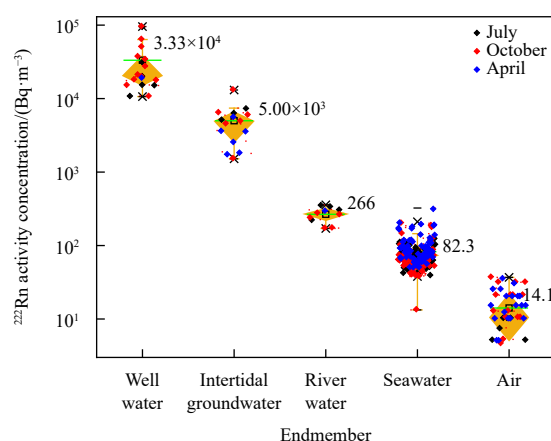 10⁵
10⁴
10³
10²
10¹
²²²Rn activity concentration/(Bq·m⁻³)
July
October
April
3.33×10⁴
5.00×10³
266
82.3
14.1
Well water
Intertidal groundwater
River water
Seawater
Air
Endmember